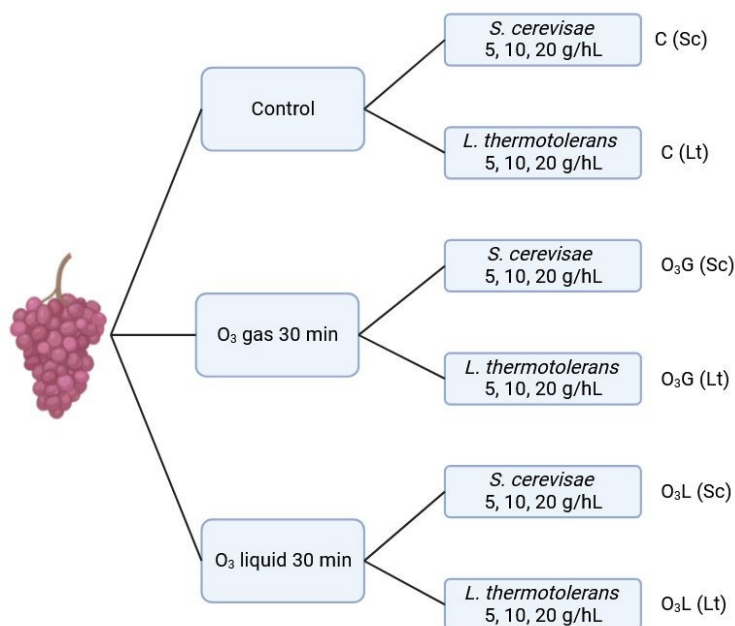 S. cerevisae
5, 10, 20 g/hL
C (Sc)
Control
L. thermotolerans
5, 10, 20 g/hL
C (Lt)
S. cerevisae
5, 10, 20 g/hL
O₃G (Sc)
O₃ gas 30 min
L. thermotolerans
5, 10, 20 g/hL
O₃G (Lt)
S. cerevisae
5, 10, 20 g/hL
O₃L (Sc)
O₃ liquid 30 min
L. thermotolerans
5, 10, 20 g/hL
O₃L (Lt)